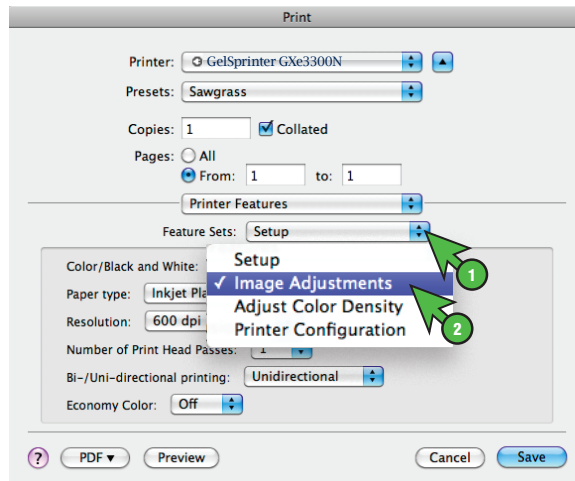 Print
Printer: GelSprinter GXe3300N
Presets: Sawgrass
Copies: 1 Collated
Pages: All
From: 1 to: 1
Printer Features
Feature Sets: Setup
Setup
✓ Image Adjustments
Adjust Color Density
Printer Configuration
1
2
Color/Black and White:
Paper type: Inkjet Pla
Resolution: 600 dpi
Number of Print Head Passes: 1
Bi-/Uni-directional printing: Unidirectional
Economy Color: Off
? PDF▼ Preview Cancel Save